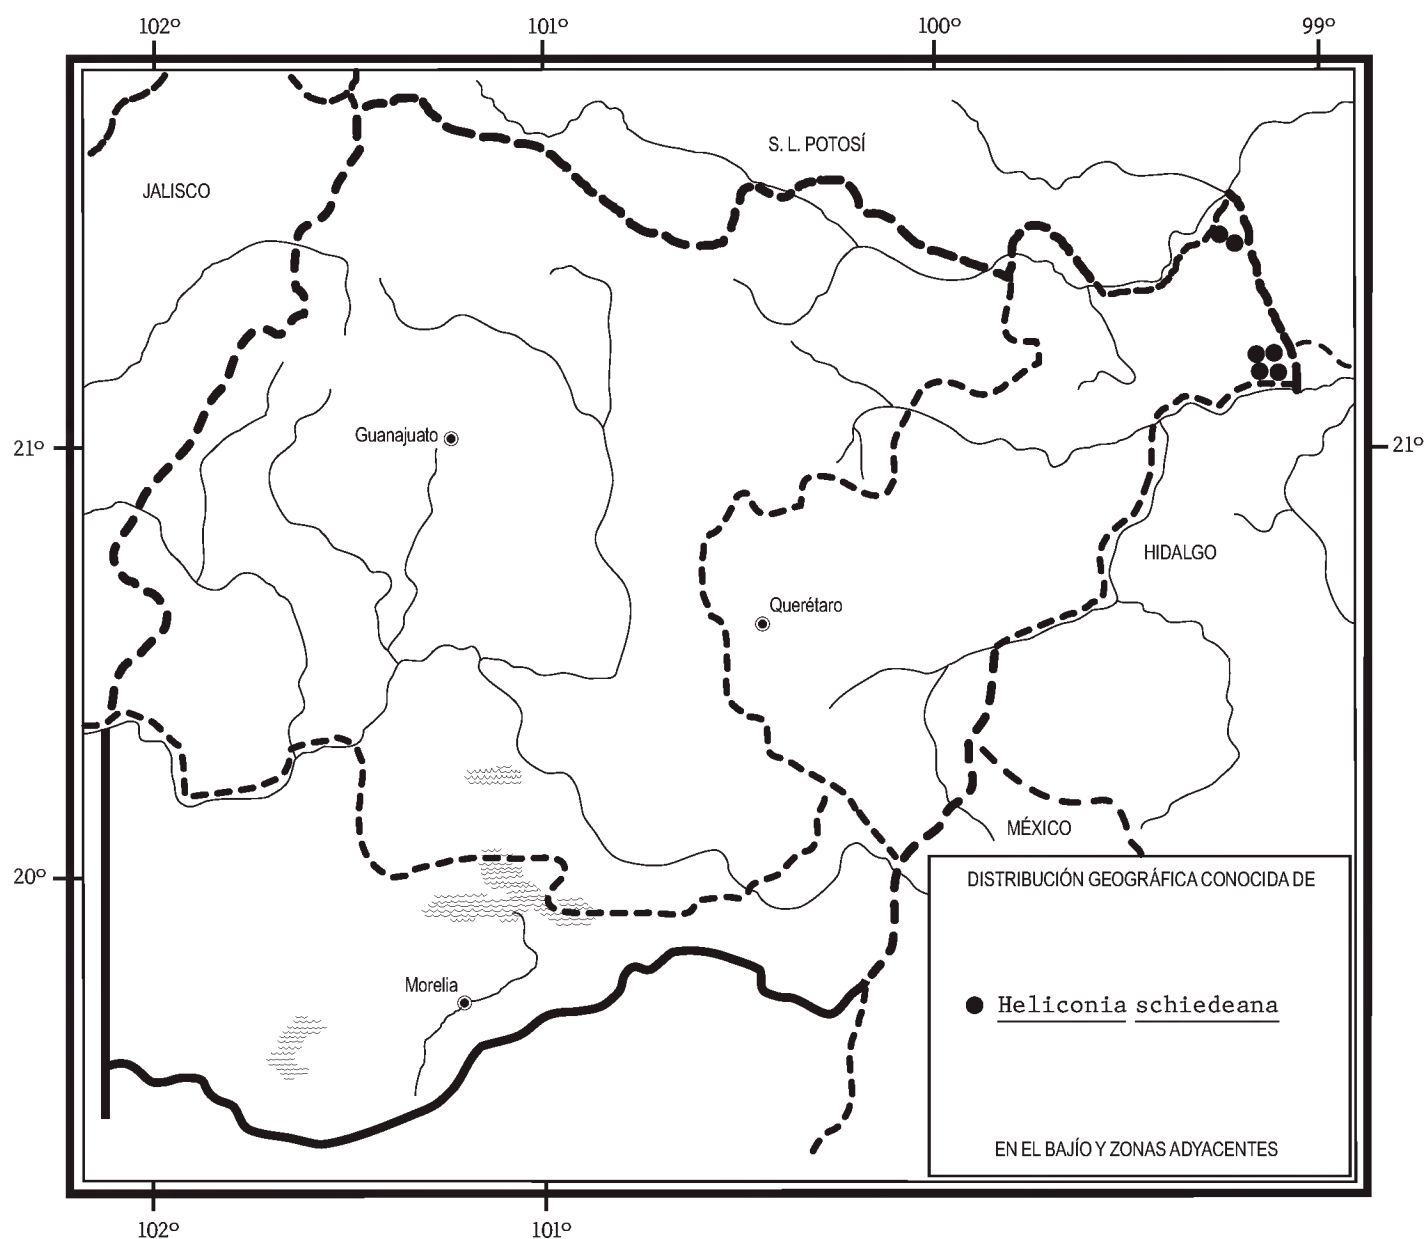 102º 101º 100º 99º
S. L. POTOSÍ
JALISCO
Guanajuato
21º 21º
HIDALGO
Querétaro
MÉXICO
20º
DISTRIBUCIÓN GEOGRÁFICA CONOCIDA DE
Morelia
Heliconia schiedeana
EN EL BAJÍO Y ZONAS ADYACENTES
102º 101º